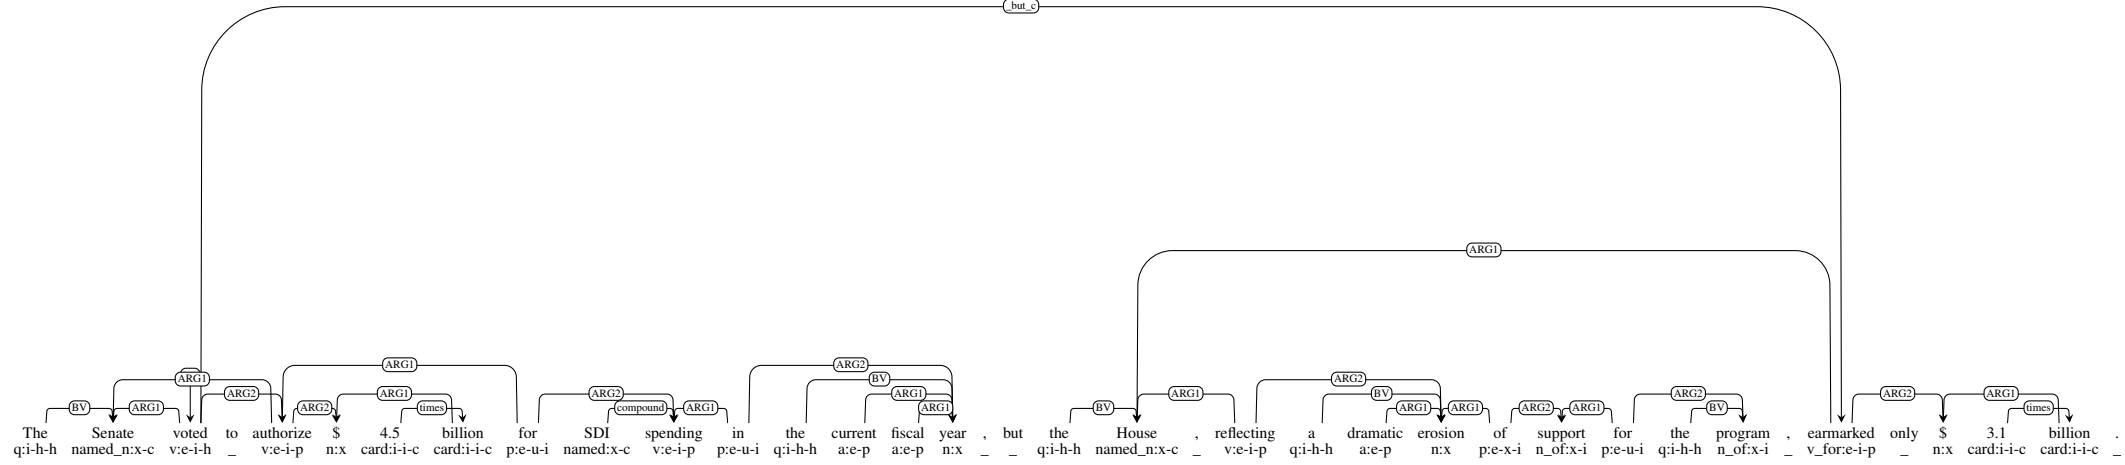 _but_c
ARG1
ARG1 ARG2
ARG1 BV
ARG2 ARG1 ARG2 ARG1 ARG1 ARG1 BV ARG2 ARG2 ARG1
BV ARG1 ARG2 times compound ARG1 ARG1 BV ARG1 ARG1 ARG2 ARG1 BV times
The Senate voted to authorize $ 4.5 billion for SDI spending in the current fiscal year , but the House , reflecting a dramatic erosion of support for the program , earmarked only $ 3.1 billion .
q:i-h-h named_n:x-c v:e-i-h _ v:e-i-p n:x card:i-i-c card:i-i-c p:e-u-i named:x-c v:e-i-p p:e-u-i q:i-h-h a:e-p a:e-p n:x _ _ q:i-h-h named_n:x-c _ v:e-i-p q:i-h-h a:e-p n:x p:e-x-i n_of:x-i p:e-u-i q:i-h-h n_of:x-i _ v_for:e-i-p _ n:x card:i-i-c card:i-i-c _